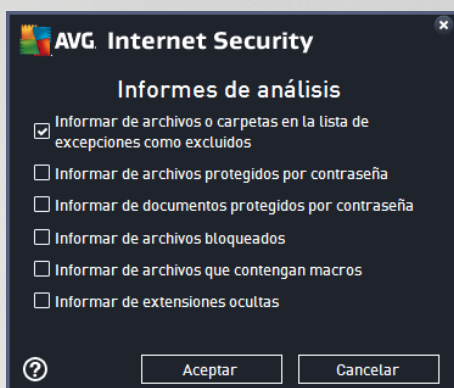 AVG. Internet Security
Informes de análisis
Informar de archivos o carpetas en la lista de
excepciones como excluidos
Informar de archivos protegidos por contraseña
Informar de documentos protegidos por contraseña
Informar de archivos bloqueados
Informar de archivos que contengan macros
Informar de extensiones ocultas
?
Aceptar
Cancelar